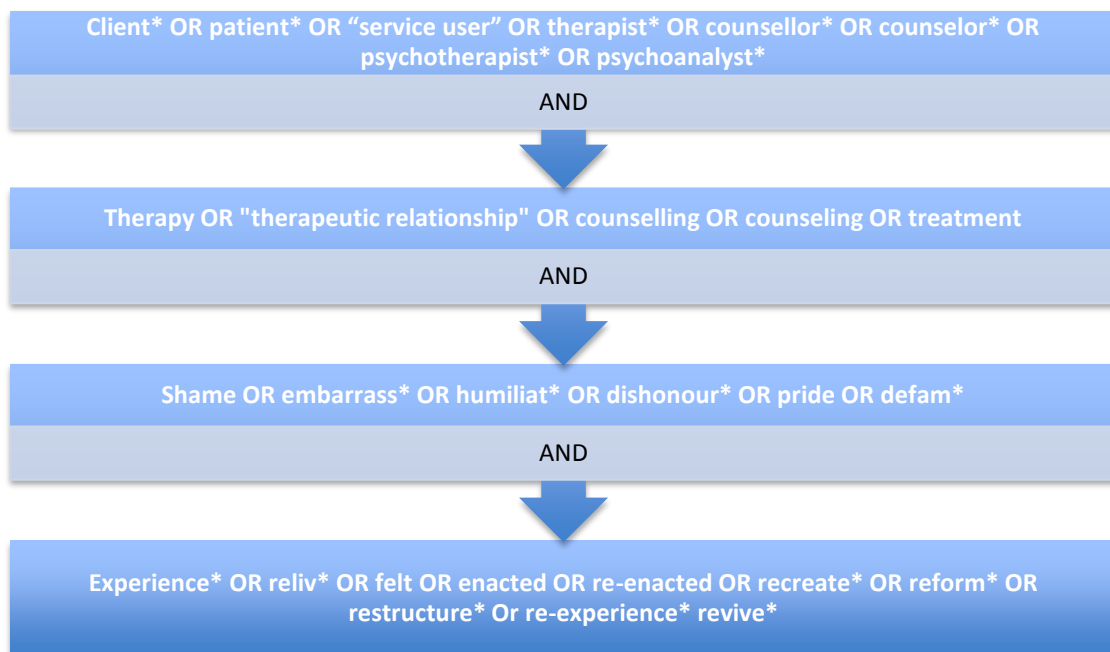 Client* OR patient* OR “service user” OR therapist* OR counsellor* OR counselor* OR
psychotherapist* OR psychoanalyst*
AND
Therapy OR "therapeutic relationship" OR counselling OR counseling OR treatment
AND
Shame OR embarrass* OR humiliat* OR dishonour* OR pride OR defam*
AND
Experience* OR reliv* OR felt OR enacted OR re-enacted OR recreate* OR reform* OR
restructure* Or re-experience* revive*